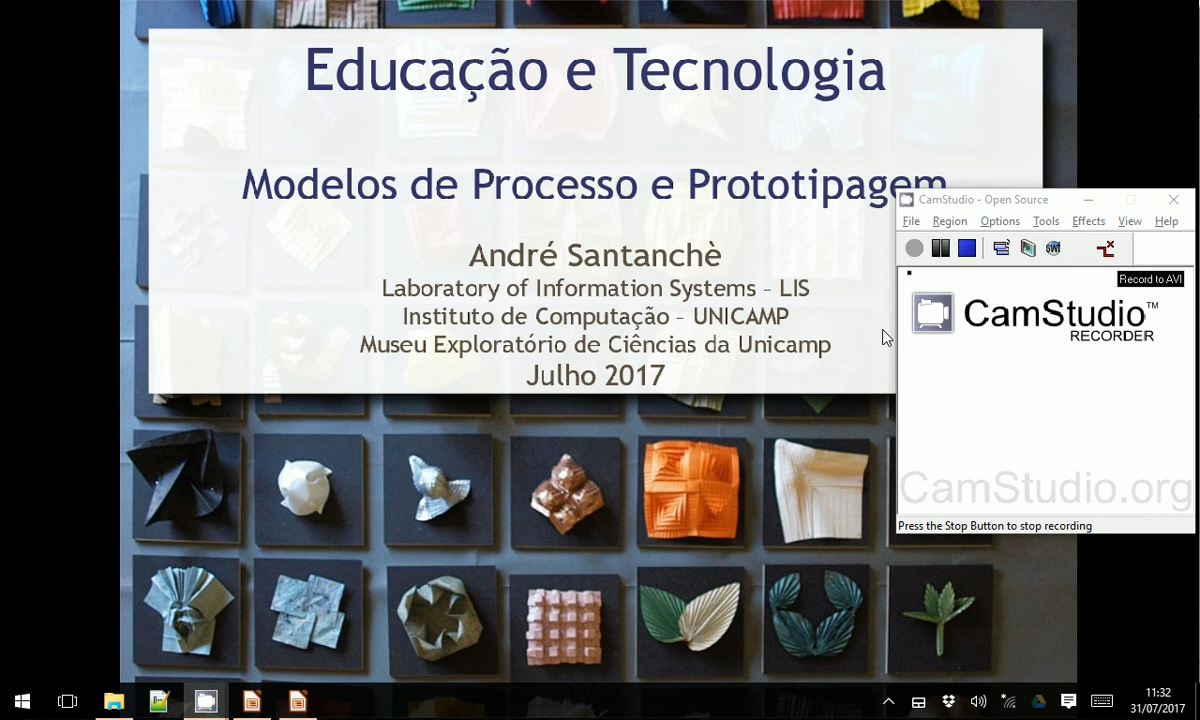 Educação e Tecnologia
Modelos de Processo e Prototipagem
André Santanchè
Laboratory of Information Systems – LIS
Instituto de Computação – UNICAMP
Museu Exploratório de Ciências da Unicamp
Julho 2017
CamStudio - Open Source
File Region Options Tools Effects View Help
SWF
Record to AVI
CamStudio™
RECORDER
CamStudio.org
Press the Stop Button to stop recording
11:32
31/07/2017